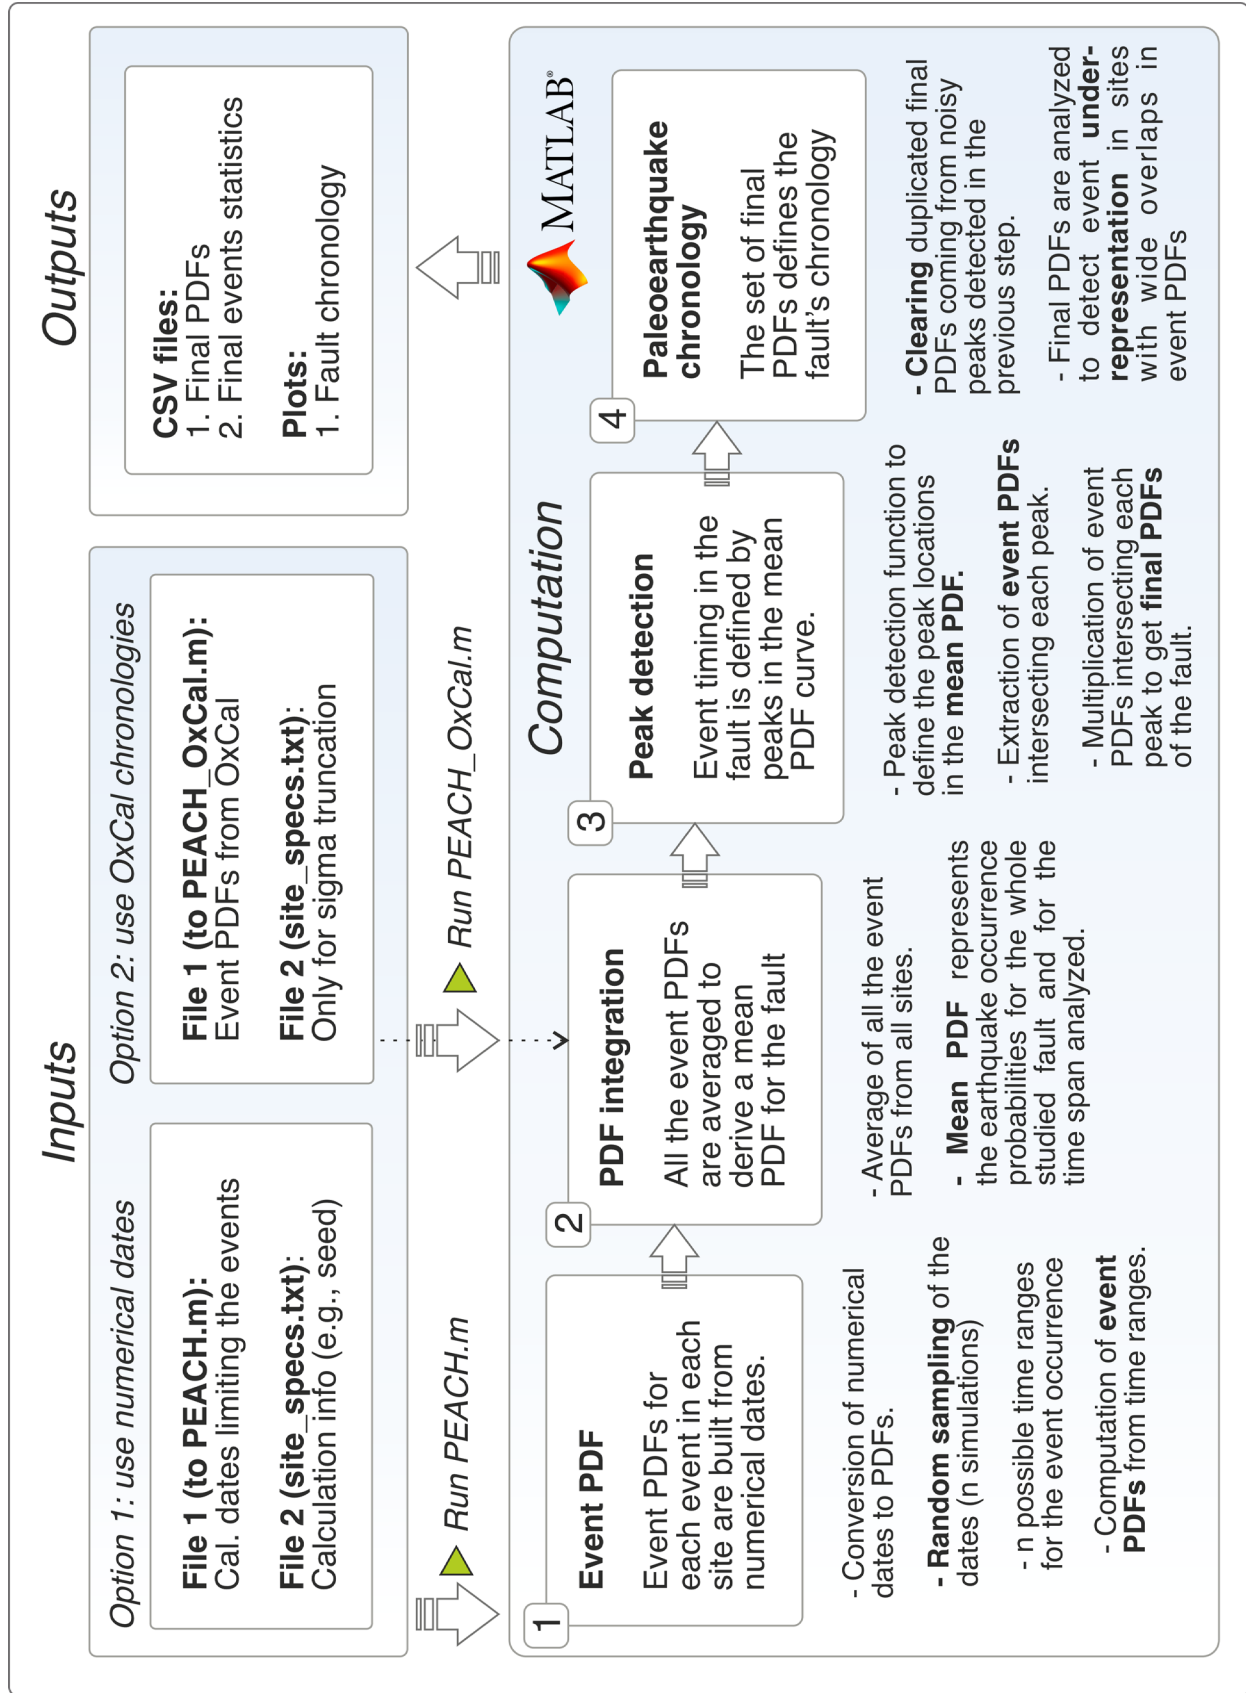 Inputs
Option 1: use numerical dates
File 1 (to PEACH.m):
Cal. dates limiting the events
File 2 (site_specs.txt):
Calculation info (e.g., seed)
Option 2: use OxCal chronologies
File 1 (to PEACH_OxCal.m):
Event PDFs from OxCal
File 2 (site_specs.txt):
Only for sigma truncation
Outputs
CSV files:
1. Final PDFs
2. Final events statistics
Plots:
1. Fault chronology
Run PEACH.m
Run PEACH_OxCal.m
MATLAB®
Computation
1
Event PDF
Event PDFs for
each event in each
site are built from
numerical dates.
- Conversion of numerical
dates to PDFs.
- Random sampling of the
dates (n simulations)
- n possible time ranges
for the event occurrence
- Computation of event
PDFs from time ranges.
2
PDF integration
All the event PDFs
are averaged to
derive a mean
PDF for the fault
- Average of all the event
PDFs from all sites.
- Mean PDF represents
the earthquake occurrence
probabilities for the whole
studied fault and for the
time span analyzed.
3
Peak detection
Event timing in the
fault is defined by
peaks in the mean
PDF curve.
- Peak detection function to
define the peak locations
in the mean PDF.
- Extraction of event PDFs
intersecting each peak.
- Multiplication of event
PDFs intersecting each
peak to get final PDFs
of the fault.
4
Paleoearthquake
chronology
The set of final
PDFs defines the
fault's chronology
- Clearing duplicated final
PDFs coming from noisy
peaks detected in the
previous step.
- Final PDFs are analyzed
to detect event under-
representation in sites
with wide overlaps in
event PDFs